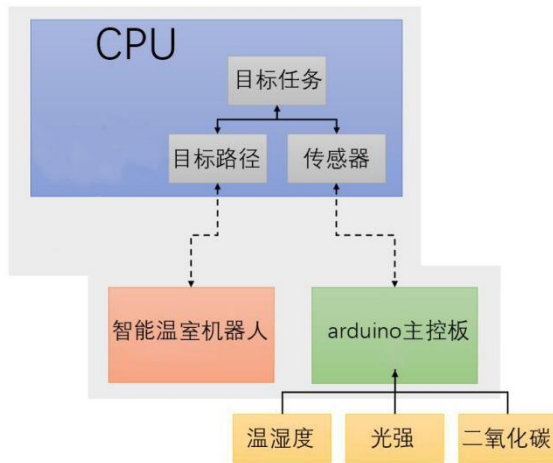 CPU
目标任务
目标路径
传感器
智能温室机器人
arduino主控板
温湿度
光强
二氧化碳